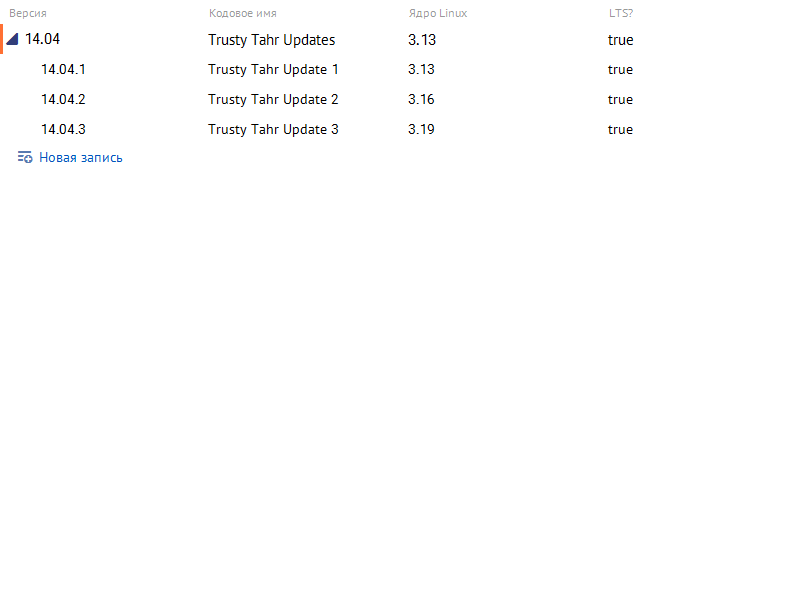 Версия Кодовое имя Ядро Linux LTS?
14.04 Trusty Tahr Updates 3.13 true
14.04.1 Trusty Tahr Update 1 3.13 true
14.04.2 Trusty Tahr Update 2 3.16 true
14.04.3 Trusty Tahr Update 3 3.19 true
Новая запись